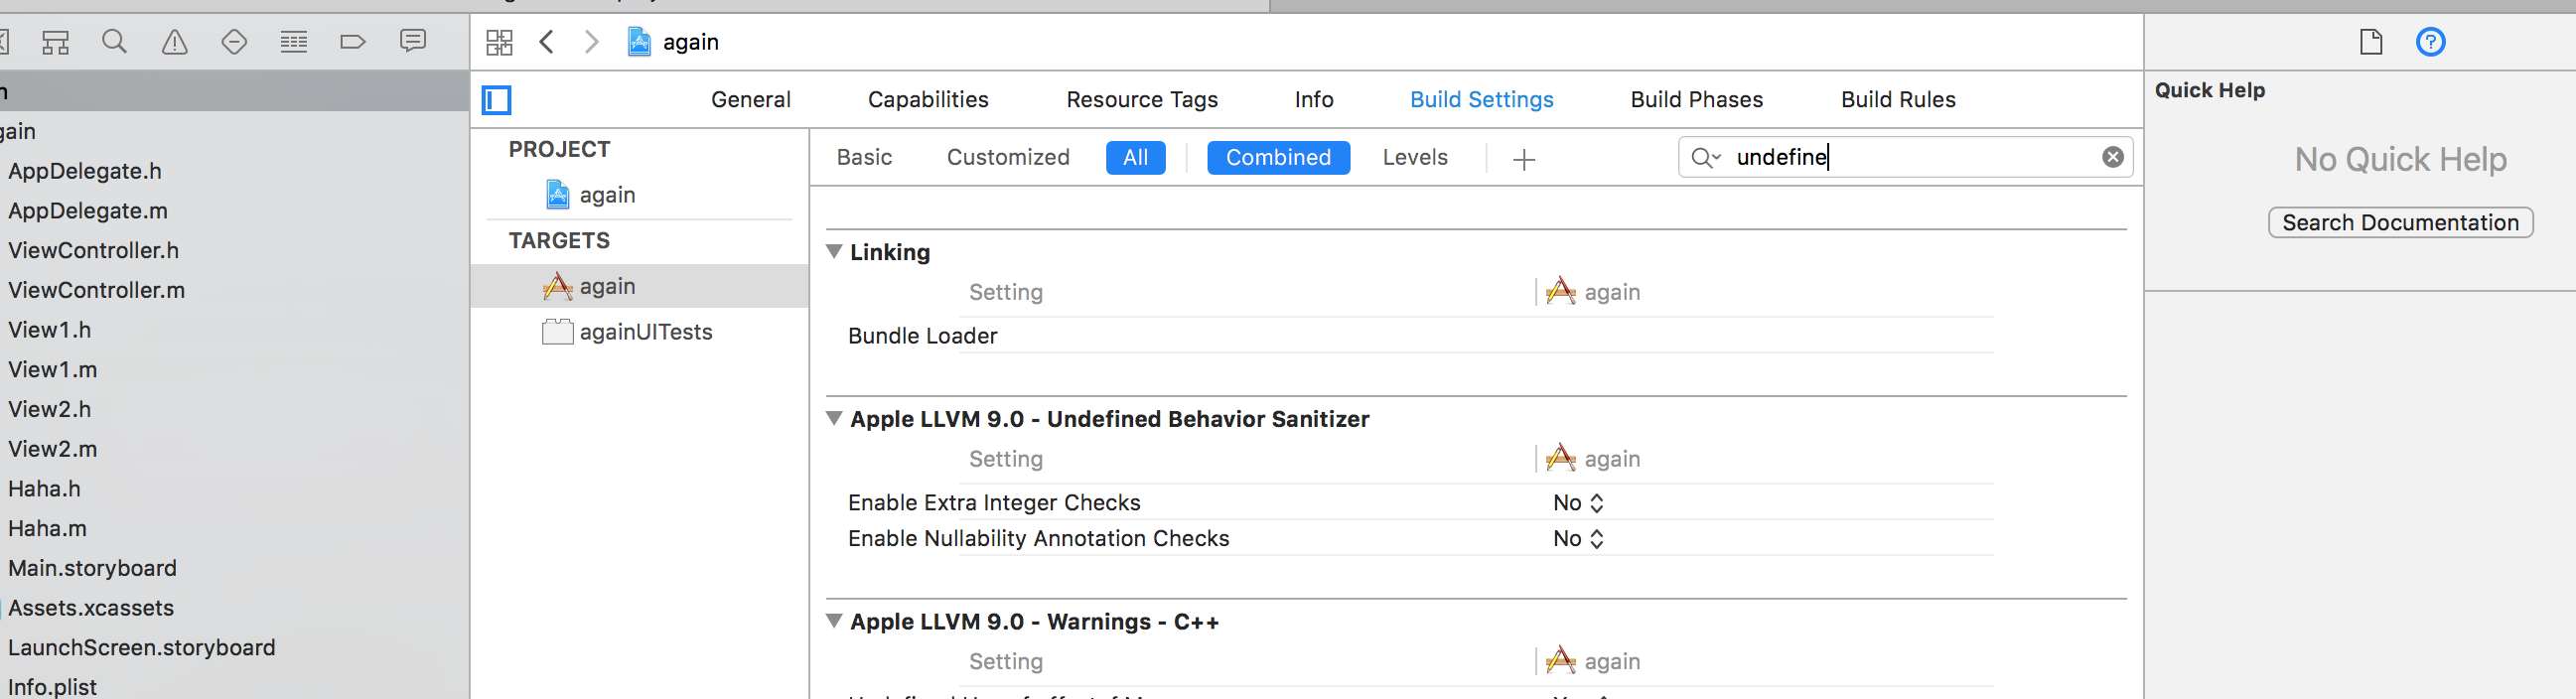 again
General
Capabilities
Resource Tags
Info
Build Settings
Build Phases
Build Rules
Quick Help
No Quick Help
Search Documentation
gain
AppDelegate.h
AppDelegate.m
ViewController.h
ViewController.m
View1.h
View1.m
View2.h
View2.m
Haha.h
Haha.m
Main.storyboard
Assets.xcassets
LaunchScreen.storyboard
Info.plist
PROJECT
again
TARGETS
again
againUITests
Basic
Customized
All
Combined
Levels
undefine
Linking
Setting
again
Bundle Loader
Apple LLVM 9.0 - Undefined Behavior Sanitizer
Setting
again
Enable Extra Integer Checks
No
Enable Nullability Annotation Checks
No
Apple LLVM 9.0 - Warnings - C++
Setting
again